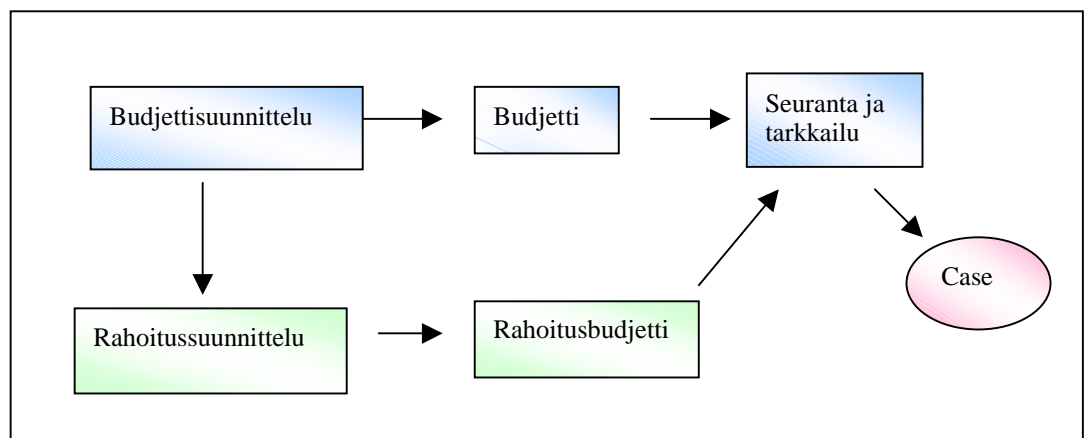 Budjettisuunnittelu
Budjetti
Seuranta ja
tarkkailu
Case
Rahoitussuunnittelu
Rahoitusbudjetti